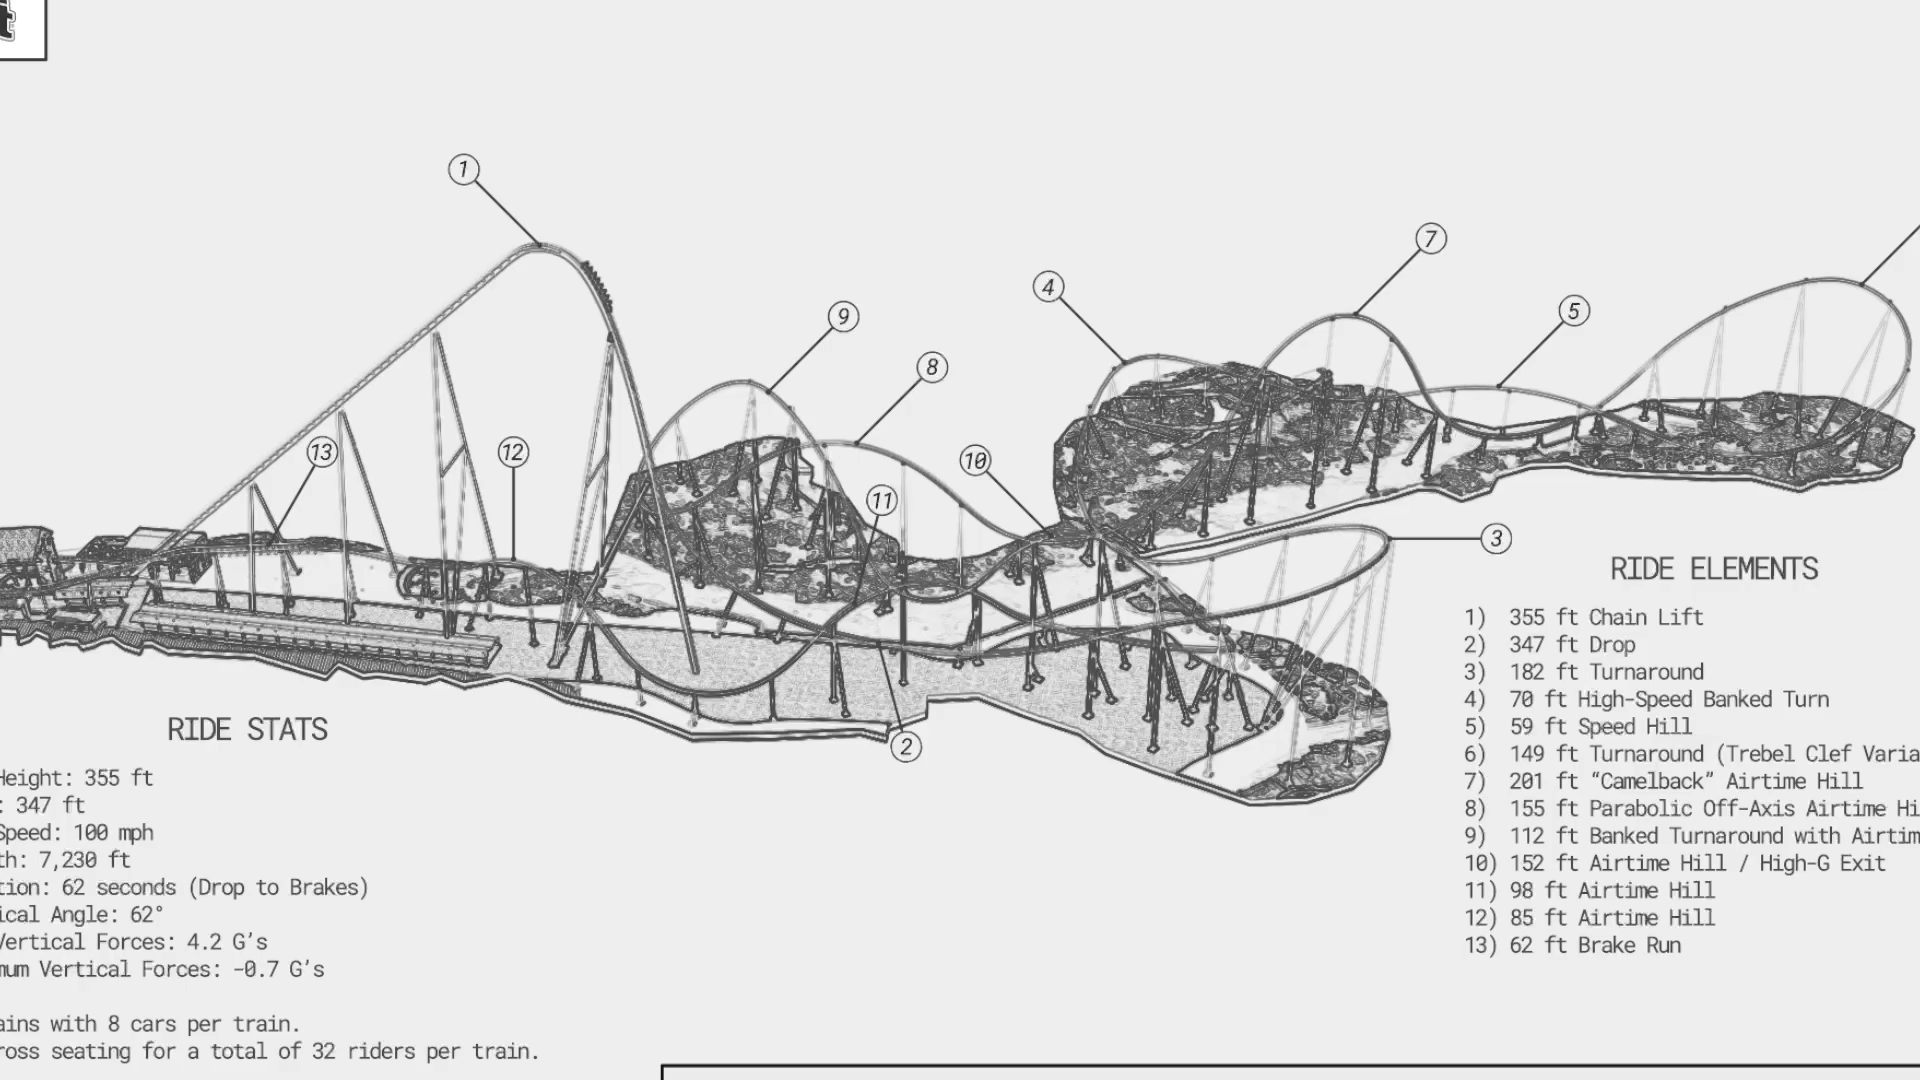 t
1
7
4
5
9
8
13
12
10
11
3
2
RIDE STATS
Height: 355 ft
: 347 ft
Speed: 100 mph
th: 7,230 ft
tion: 62 seconds (Drop to Brakes)
ical Angle: 62°
Vertical Forces: 4.2 G's
mum Vertical Forces: -0.7 G's
ains with 8 cars per train.
ross seating for a total of 32 riders per train.
RIDE ELEMENTS
1) 355 ft Chain Lift
2) 347 ft Drop
3) 182 ft Turnaround
4) 70 ft High-Speed Banked Turn
5) 59 ft Speed Hill
6) 149 ft Turnaround (Trebel Clef Varia
7) 201 ft “Camelback” Airtime Hill
8) 155 ft Parabolic Off-Axis Airtime Hi
9) 112 ft Banked Turnaround with Airtim
10) 152 ft Airtime Hill / High-G Exit
11) 98 ft Airtime Hill
12) 85 ft Airtime Hill
13) 62 ft Brake Run